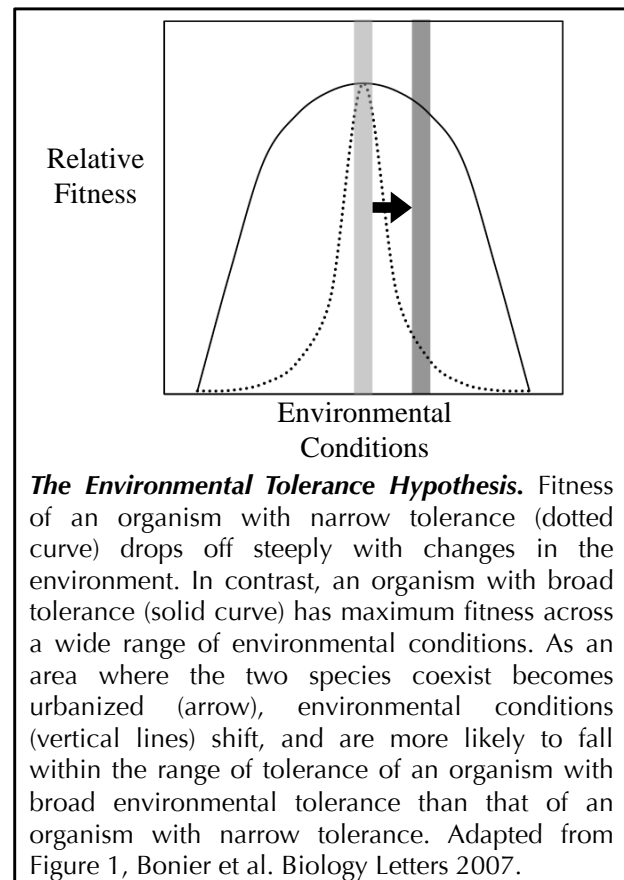 Relative
Fitness
Environmental
Conditions
The Environmental Tolerance Hypothesis. Fitness
of an organism with narrow tolerance (dotted
curve) drops off steeply with changes in the
environment. In contrast, an organism with broad
tolerance (solid curve) has maximum fitness across
a wide range of environmental conditions. As an
area where the two species coexist becomes
urbanized (arrow), environmental conditions
(vertical lines) shift, and are more likely to fall
within the range of tolerance of an organism with
broad environmental tolerance than that of an
organism with narrow tolerance. Adapted from
Figure 1, Bonier et al. Biology Letters 2007.